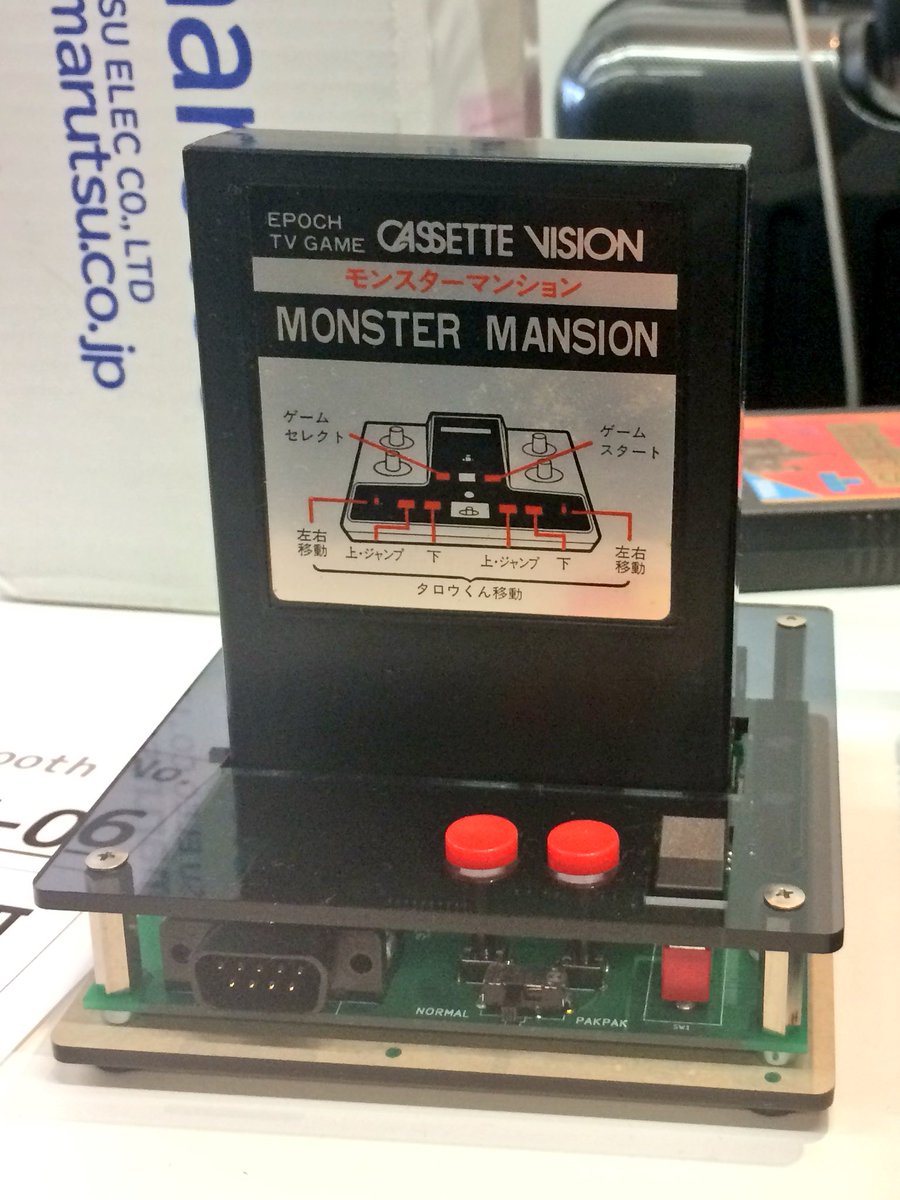 SU ELEC CO., LTD
marutsu.co.jp
EPOCH
TV GAME
CASSETTE VISION
モンスターマンション
MONSTER MANSION
ゲーム
セレクト
ゲーム
スタート
左右
移動
上・ジャンプ
下
上・ジャンプ
下
左右
移動
タロウくん移動
ooth No.
-06
NORMAL
PAKPAK
SW1